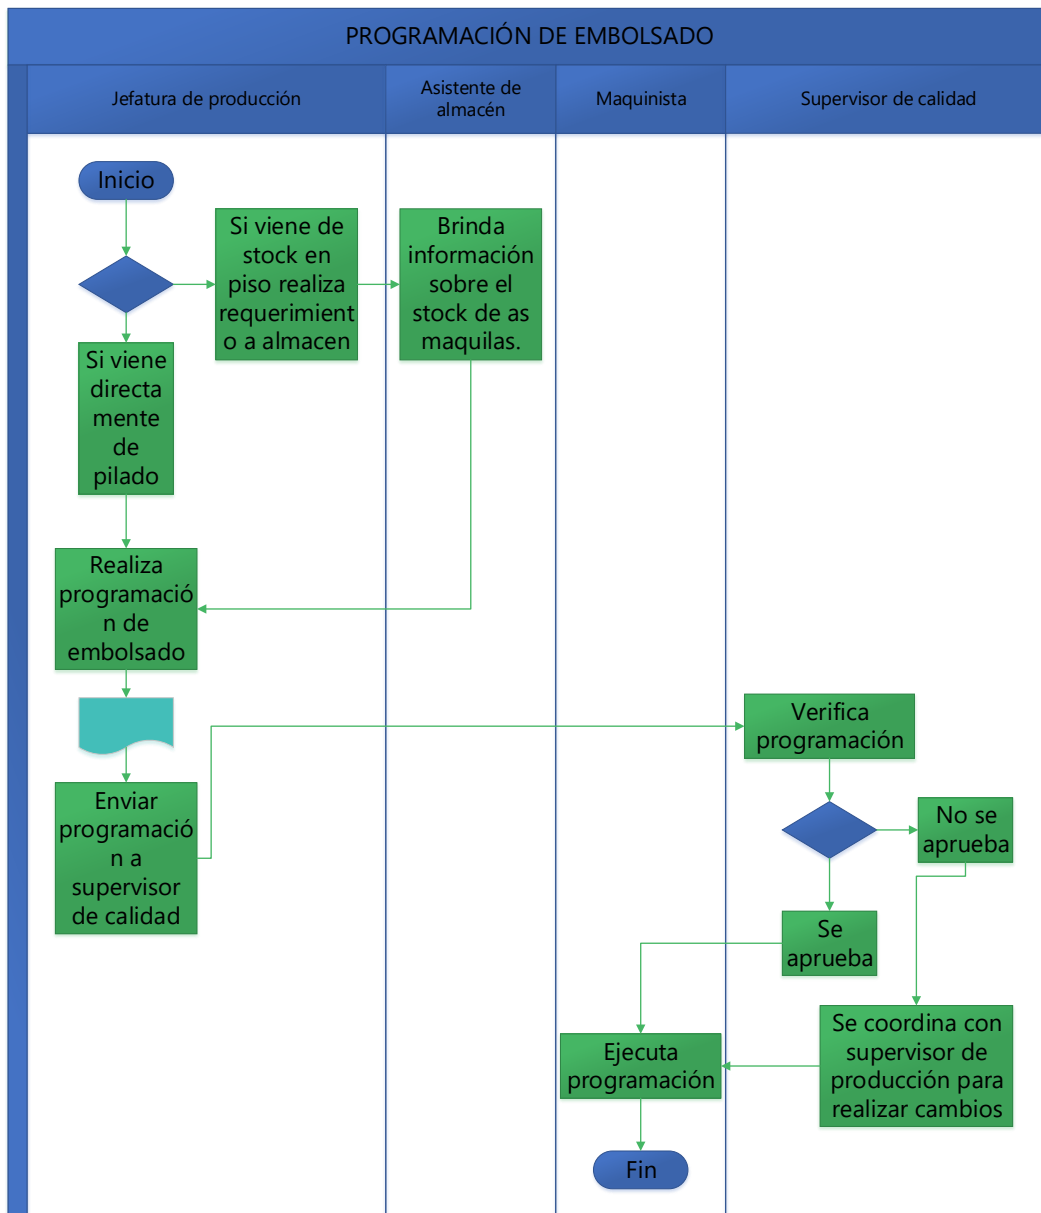 PROGRAMACIÓN DE EMBOLSADO
Jefatura de producción
Asistente de
almacén
Maquinista
Supervisor de calidad
Inicio
Si viene de
stock en
piso realiza
requerimient
o a almacen
Brinda
información
sobre el
stock de as
maquilas.
Si viene
directa
mente
de
pilado
Realiza
programació
n de
embolsado
Verifica
programación
Enviar
programació
n a
supervisor
de calidad
No se
aprueba
Se
aprueba
Se coordina con
supervisor de
producción para
realizar cambios
Ejecuta
programación
Fin